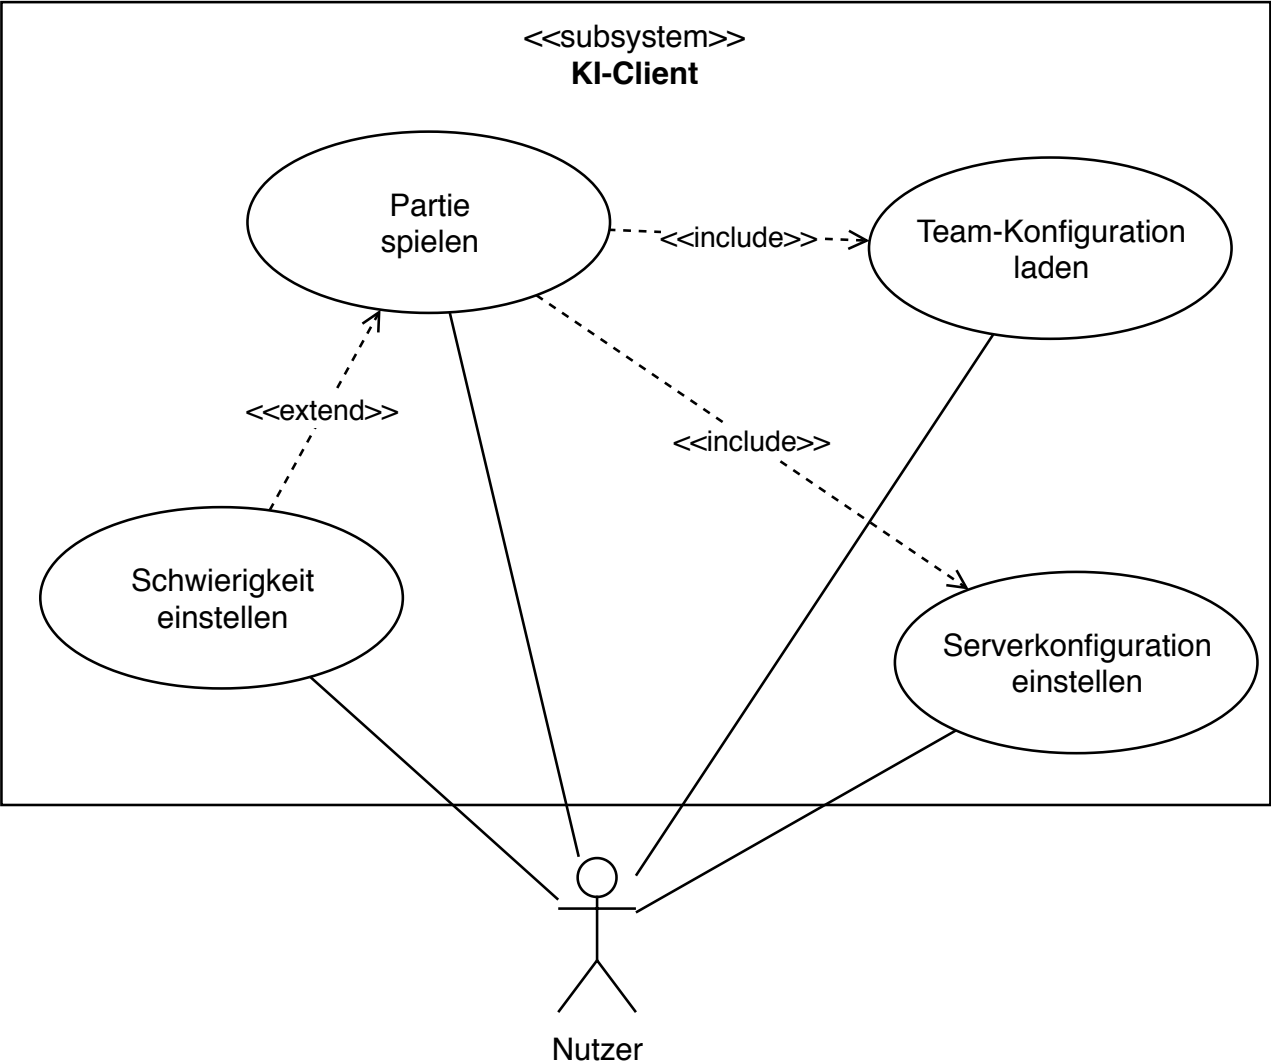 <<subsystem>>
KI-Client
Partie
spielen
<<include>>
Team-Konfiguration
laden
<<extend>>
<<include>>
Schwierigkeit
einstellen
Serverkonfiguration
einstellen
Nutzer